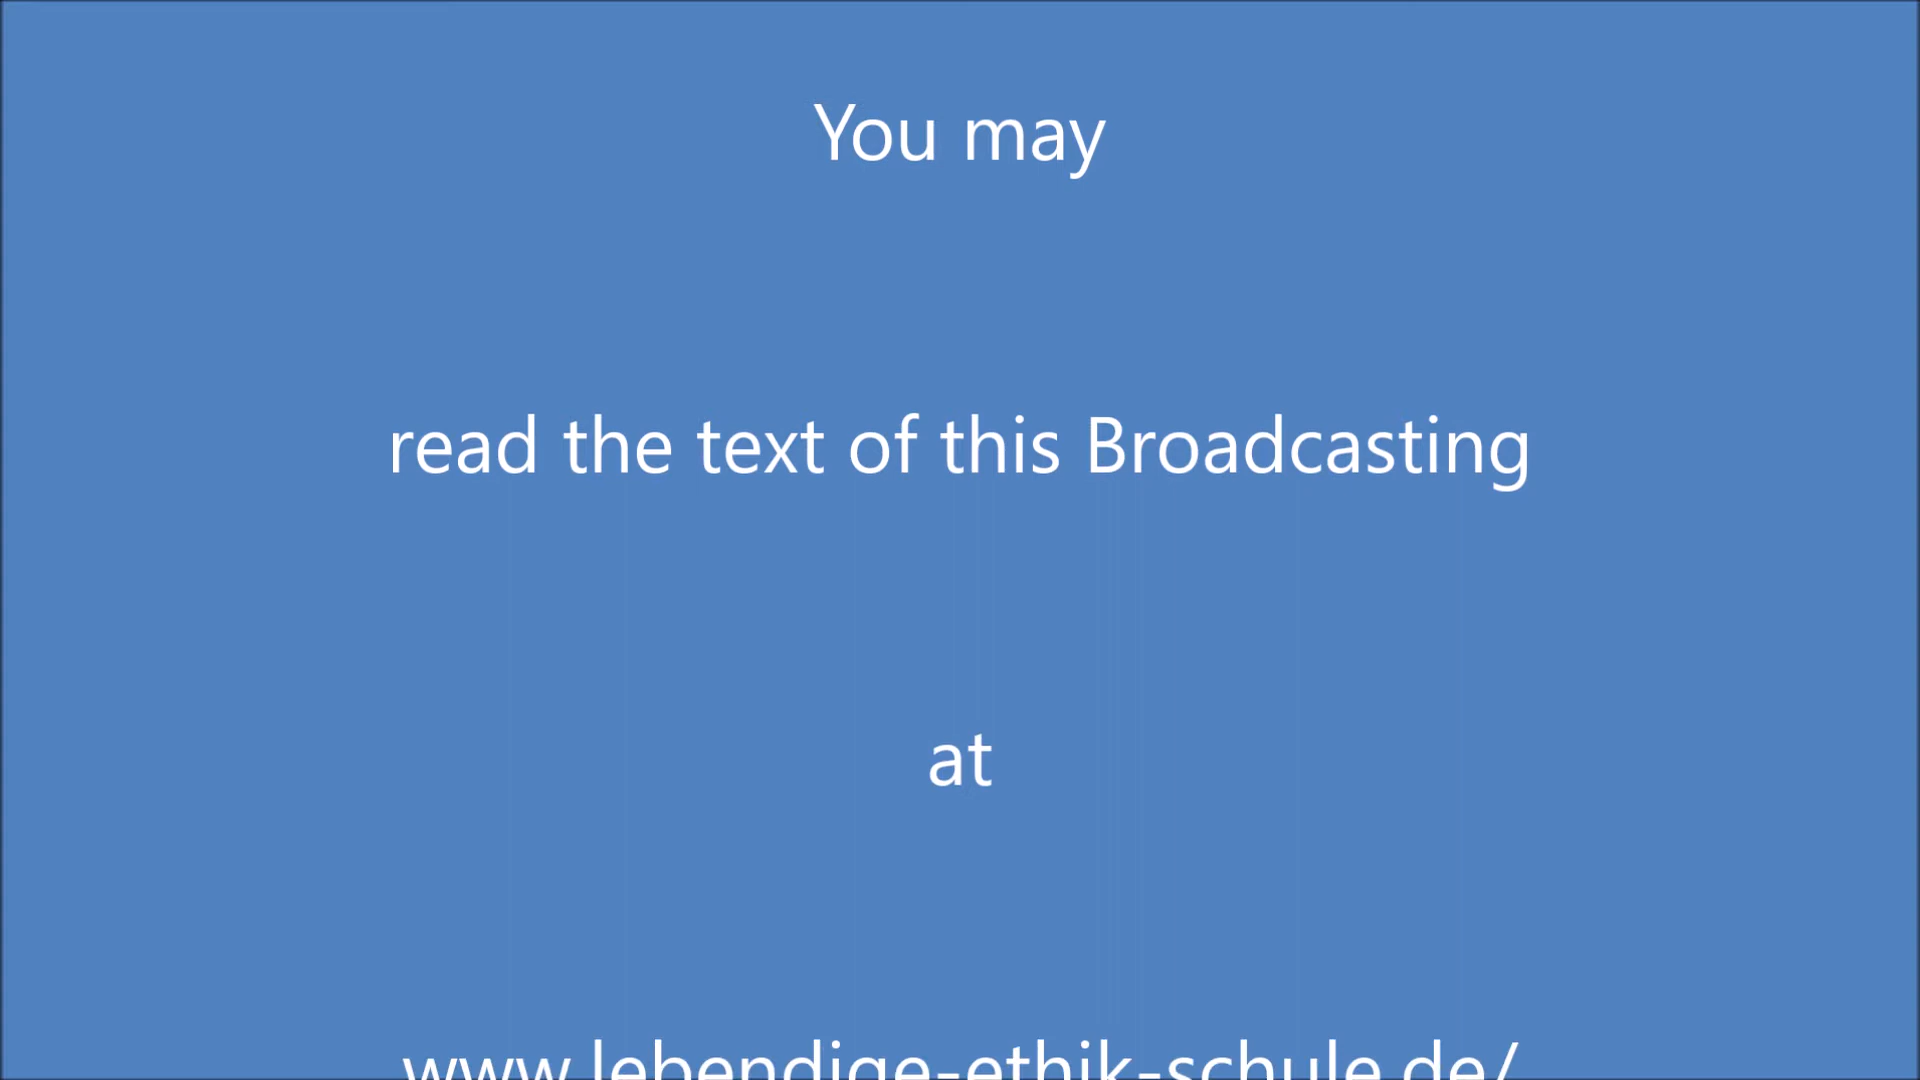 You may
read the text of this Broadcasting
at
www.lebendige-ethik-schule.de/